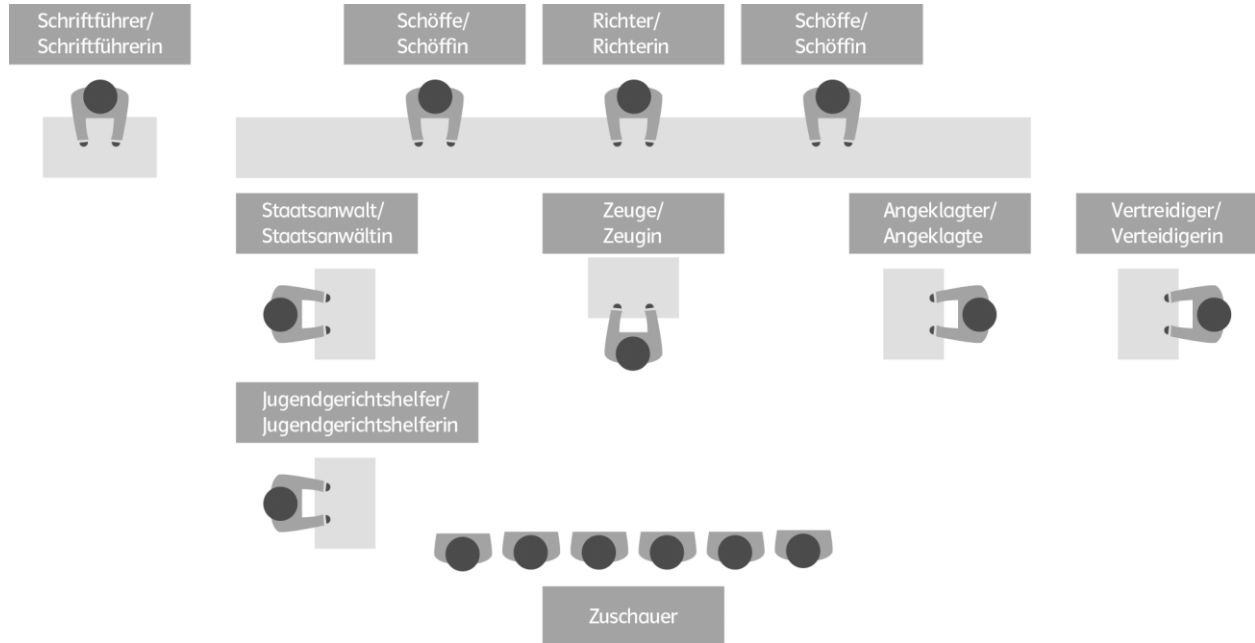 Schriftführer/
Schriftführerin
Schöffe/
Schöffin
Richter/
Richterin
Schöffe/
Schöffin
Staatsanwalt/
Staatsanwältin
Zeuge/
Zeugin
Angeklagter/
Angeklagte
Vertreidiger/
Verteidigerin
Jugendgerichtshelfer/
Jugendgerichtshelferin
Zuschauer